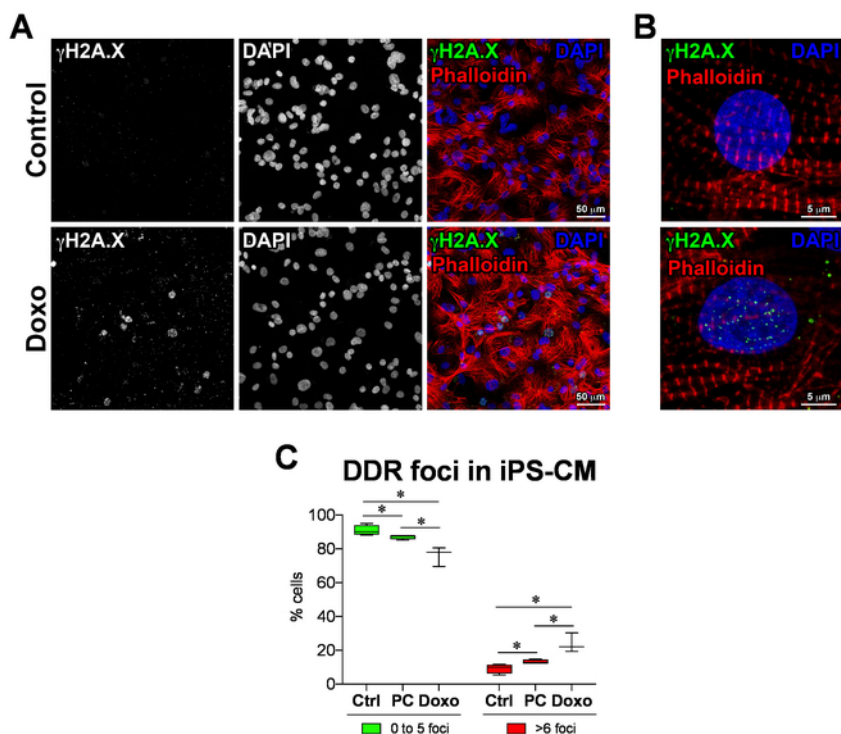 A
B
γH2A.X
DAPI
γH2A.X DAPI
Phalloidin
γH2A.X DAPI
Phalloidin
Control
50 μm
5 μm
γH2A.X
DAPI
γH2A.X DAPI
Phalloidin
γH2A.X DAPI
Phalloidin
Doxo
50 μm
5 μm
C
DDR foci in iPS-CM
* * *
* * *
% cells
100
80
60
40
20
0
Ctrl PC Doxo Ctrl PC Doxo
0 to 5 foci >6 foci